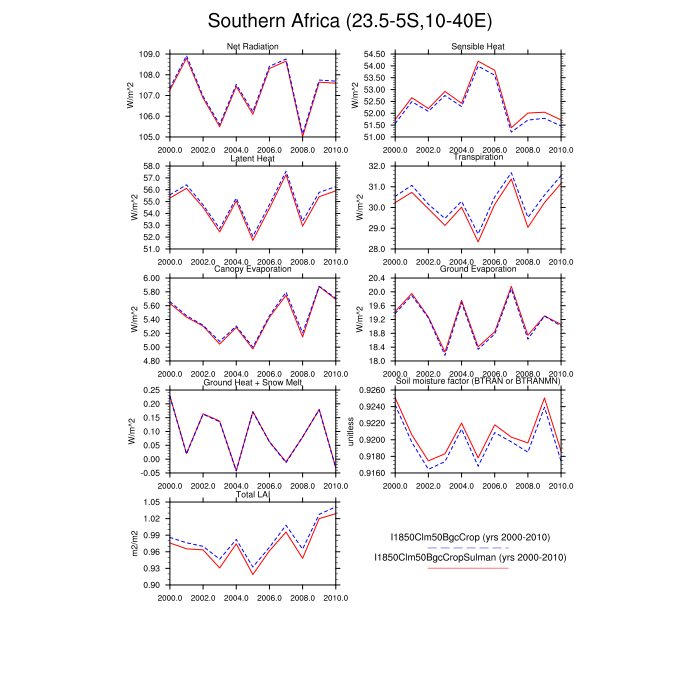 Southern Africa (23.5-5S,10-40E)
Net Radiation
W/m^2
109.0
108.0
107.0
106.0
105.0
2000.0 2002.0 2004.0 2006.0 2008.0 2010.0
Sensible Heat
W/m^2
54.50
54.00
53.50
53.00
52.50
52.00
51.50
51.00
2000.0 2002.0 2004.0 2006.0 2008.0 2010.0
Latent Heat
W/m^2
58.0
57.0
56.0
55.0
54.0
53.0
52.0
51.0
2000.0 2002.0 2004.0 2006.0 2008.0 2010.0
Transpiration
W/m^2
32.0
31.0
30.0
29.0
28.0
2000.0 2002.0 2004.0 2006.0 2008.0 2010.0
Canopy Evaporation
W/m^2
6.00
5.80
5.60
5.40
5.20
5.00
4.80
2000.0 2002.0 2004.0 2006.0 2008.0 2010.0
Ground Evaporation
W/m^2
20.4
20.0
19.6
19.2
18.8
18.4
18.0
2000.0 2002.0 2004.0 2006.0 2008.0 2010.0
Ground Heat + Snow Melt
W/m^2
0.25
0.20
0.15
0.10
0.05
0.00
-0.05
2000.0 2002.0 2004.0 2006.0 2008.0 2010.0
Soil moisture factor (BTRAN or BTRANMN)
unitless
0.9260
0.9240
0.9220
0.9200
0.9180
0.9160
2000.0 2002.0 2004.0 2006.0 2008.0 2010.0
Total LAI
m2/m2
1.05
1.02
0.99
0.96
0.93
0.90
2000.0 2002.0 2004.0 2006.0 2008.0 2010.0
I1850Clm50BgcCrop (yrs 2000-2010)
I1850Clm50BgcCropSulman (yrs 2000-2010)